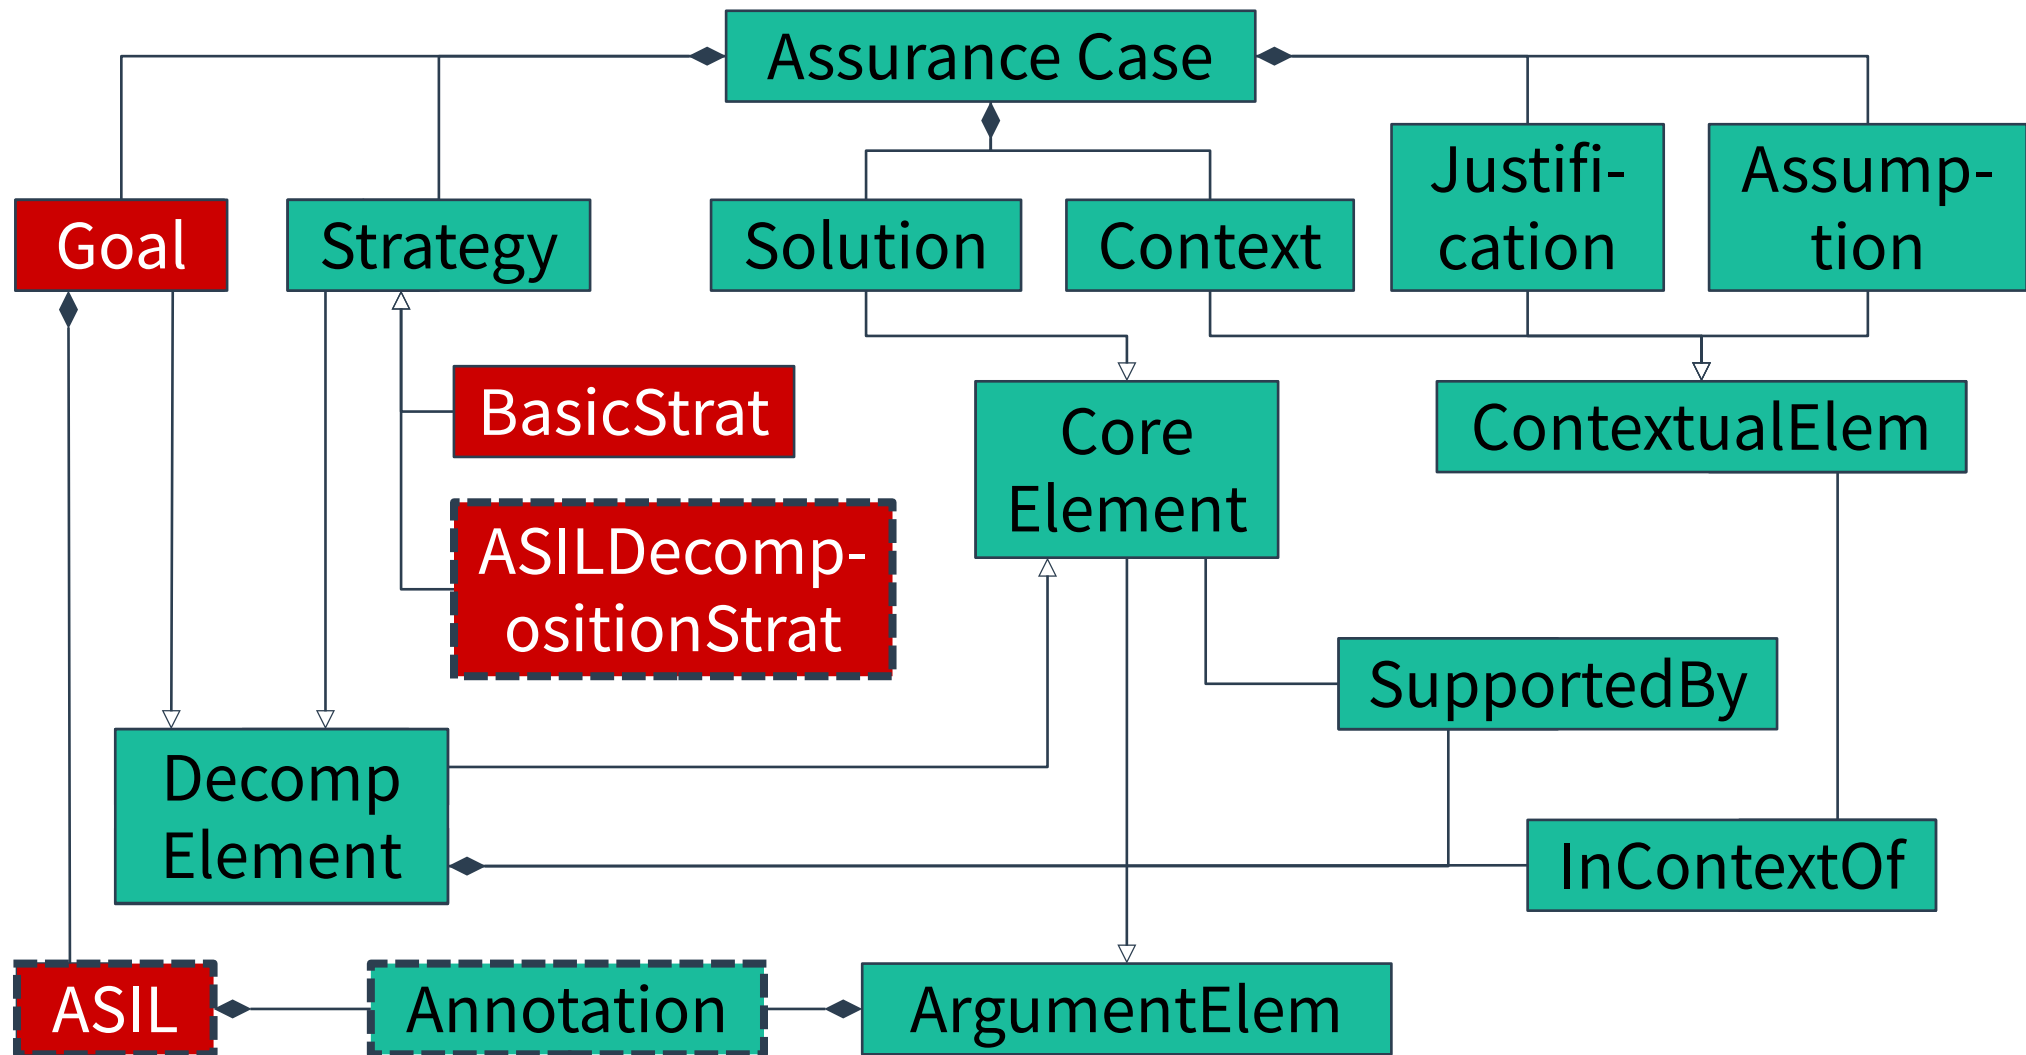 Assurance Case
Goal
Strategy
Solution
Context
Justifi-
cation
Assump-
tion
BasicStrat
Core
Element
ContextualElem
ASILDecomp-
ositionStrat
SupportedBy
Decomp
Element
InContextOf
ASIL
Annotation
ArgumentElem